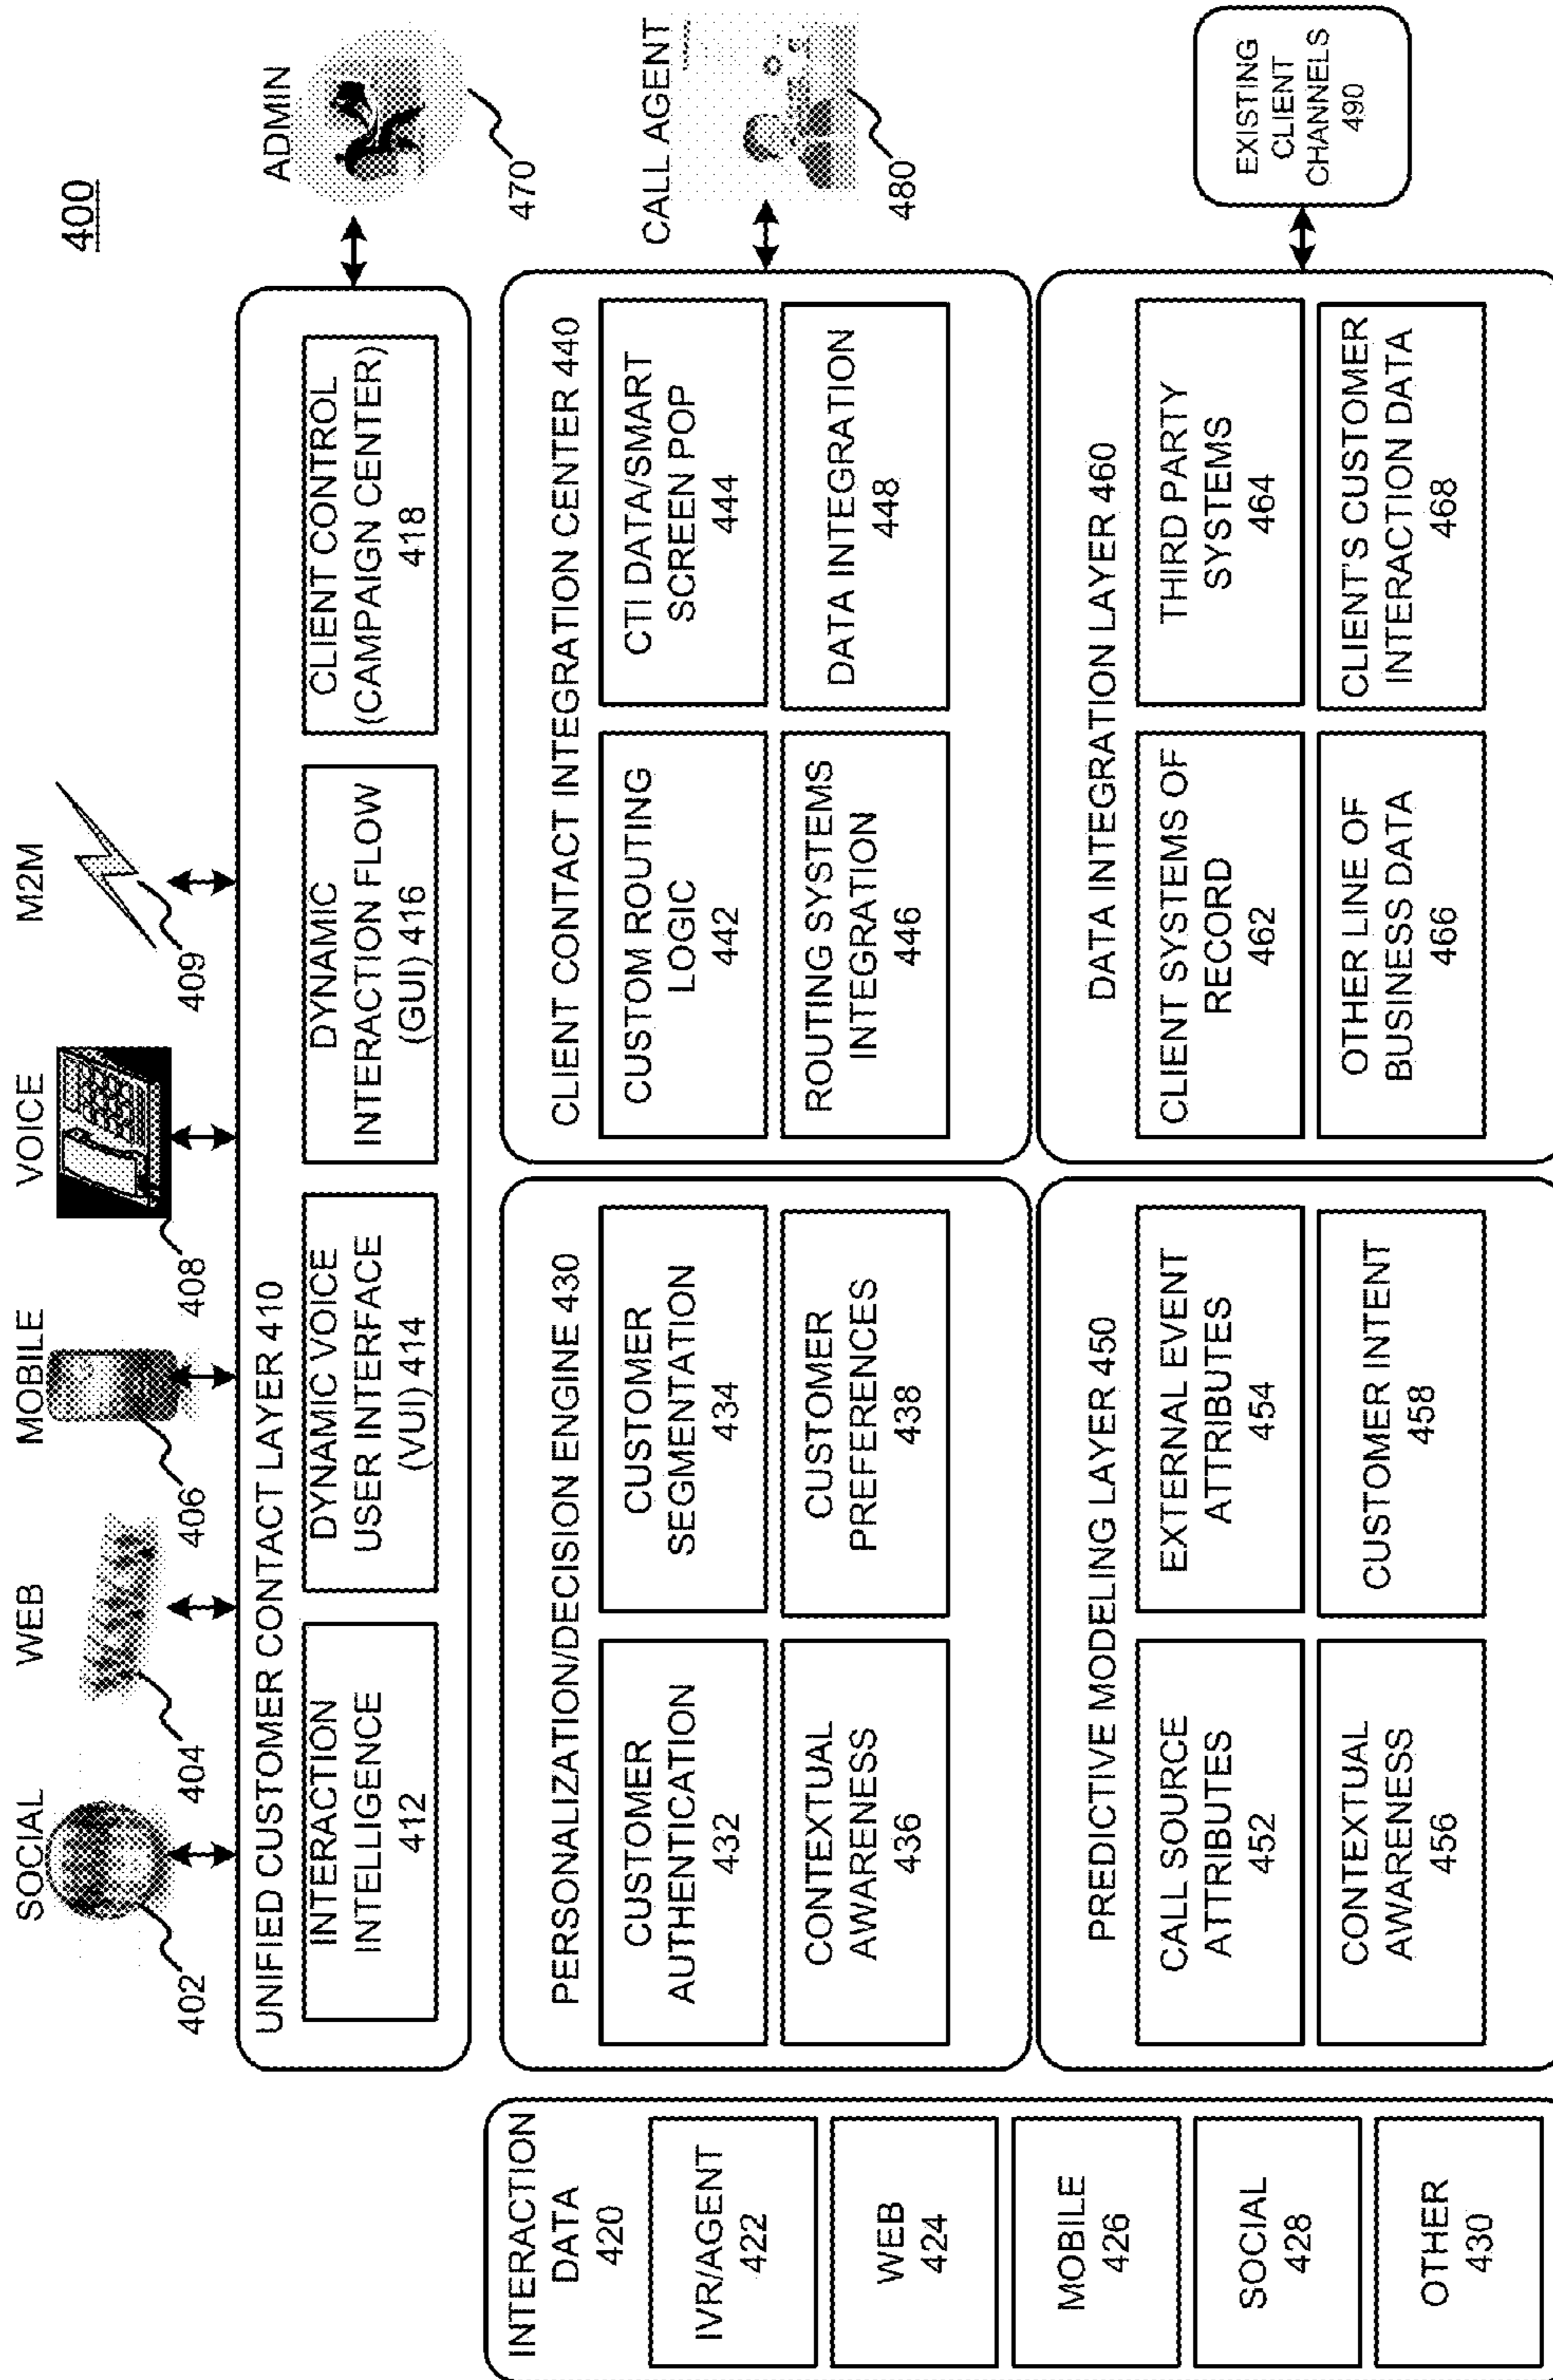 400
SOCIAL
402
WEB
404
MOBILE
406
VOICE
408
M2M
409
UNIFIED CUSTOMER CONTACT LAYER 410
INTERACTION
INTELLIGENCE
412
DYNAMIC VOICE
USER INTERFACE
(VUI) 414
DYNAMIC
INTERACTION FLOW
(GUI) 416
CLIENT CONTROL
(CAMPAIGN CENTER)
418
ADMIN
470
INTERACTION
DATA
420
IVR/AGENT
422
WEB
424
MOBILE
426
SOCIAL
428
OTHER
430
PERSONALIZATION/DECISION ENGINE 430
CUSTOMER
AUTHENTICATION
432
CUSTOMER
SEGMENTATION
434
CONTEXTUAL
AWARENESS
436
CUSTOMER
PREFERENCES
438
CLIENT CONTACT INTEGRATION CENTER 440
CUSTOM ROUTING
LOGIC
442
CTI DATA/SMART
SCREEN POP
444
ROUTING SYSTEMS
INTEGRATION
446
DATA INTEGRATION
448
CALL AGENT
480
PREDICTIVE MODELING LAYER 450
CALL SOURCE
ATTRIBUTES
452
EXTERNAL EVENT
ATTRIBUTES
454
CONTEXTUAL
AWARENESS
456
CUSTOMER INTENT
458
DATA INTEGRATION LAYER 460
CLIENT SYSTEMS OF
RECORD
462
THIRD PARTY
SYSTEMS
464
OTHER LINE OF
BUSINESS DATA
466
CLIENT'S CUSTOMER
INTERACTION DATA
468
EXISTING
CLIENT
CHANNELS
490